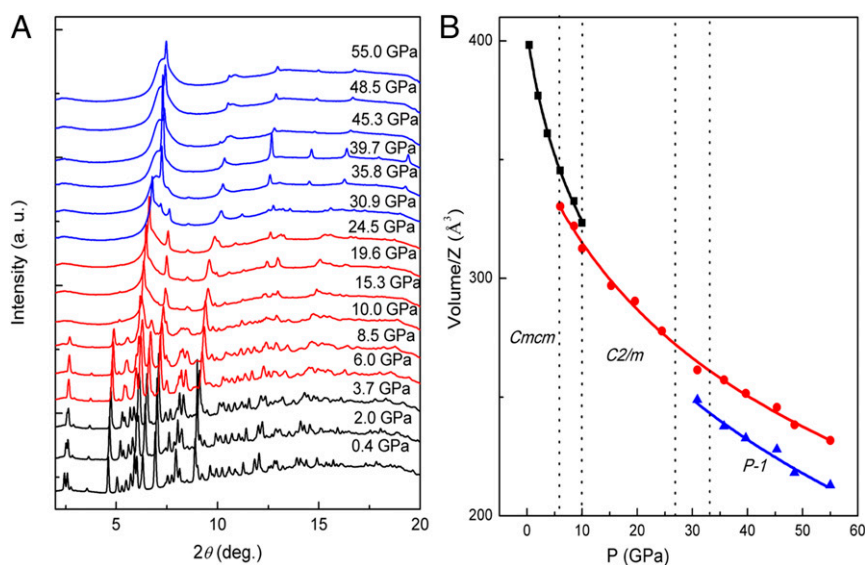 A
Intensity (a. u.)
55.0 GPa
48.5 GPa
45.3 GPa
39.7 GPa
35.8 GPa
30.9 GPa
24.5 GPa
19.6 GPa
15.3 GPa
10.0 GPa
8.5 GPa
6.0 GPa
3.7 GPa
2.0 GPa
0.4 GPa
5 10 15 20
2θ (deg.)
B
Volume/Z (Å³)
400
300
200
Cmcm
C2/m
P-1
0 10 20 30 40 50 60
P (GPa)